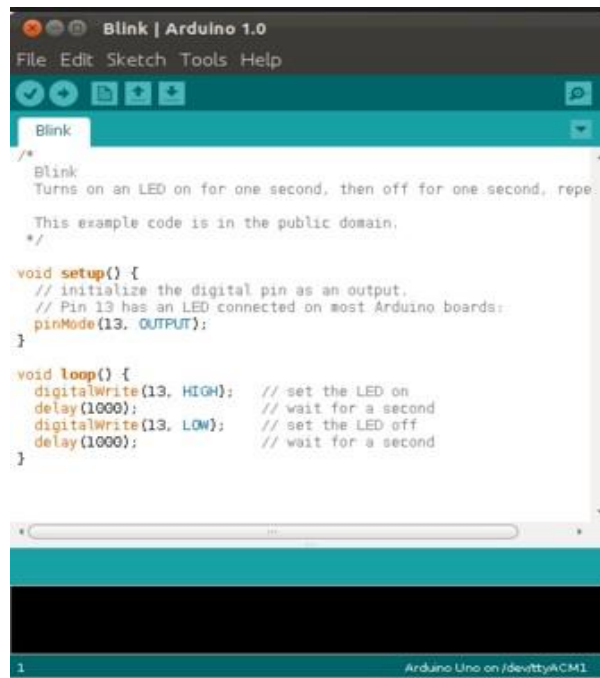 Blink | Arduino 1.0
File Edit Sketch Tools Help
Blink
/*
  Blink
  Turns on an LED on for one second, then off for one second, repe
  This example code is in the public domain.
 */
void setup() {
  // initialize the digital pin as an output.
  // Pin 13 has an LED connected on most Arduino boards:
  pinMode(13, OUTPUT);
}
void loop() {
  digitalWrite(13, HIGH);   // set the LED on
  delay(1000);              // wait for a second
  digitalWrite(13, LOW);    // set the LED off
  delay(1000);              // wait for a second
}
1 Arduino Uno on /dev/ttyACM1